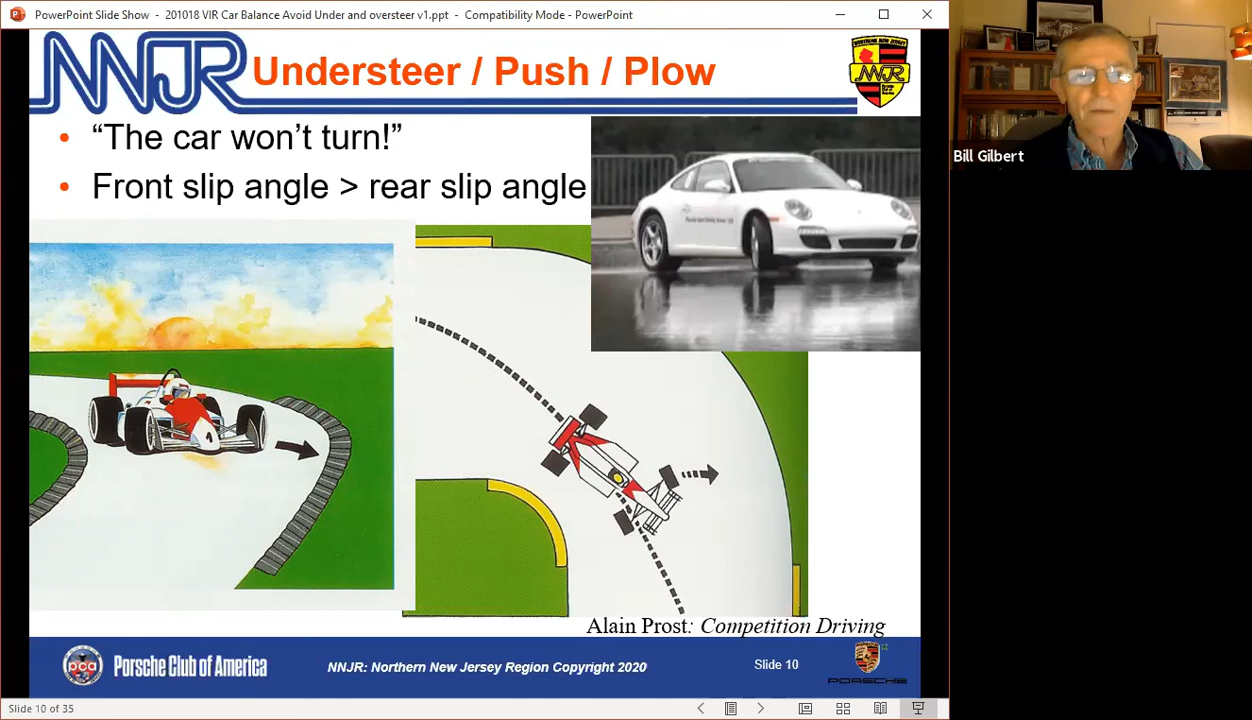 PowerPoint Slide Show - 201018 VIR Car Balance Avoid Under and oversteer v1.ppt - Compatibility Mode - PowerPoint
NNJR
Understeer / Push / Plow
NNJR
• “The car won’t turn!”
• Front slip angle > rear slip angle
Bill Gilbert
Alain Prost: Competition Driving
pca
Porsche Club of America
NNJR: Northern New Jersey Region Copyright 2020
Slide 10
PORSCHE
Slide 10 of 35